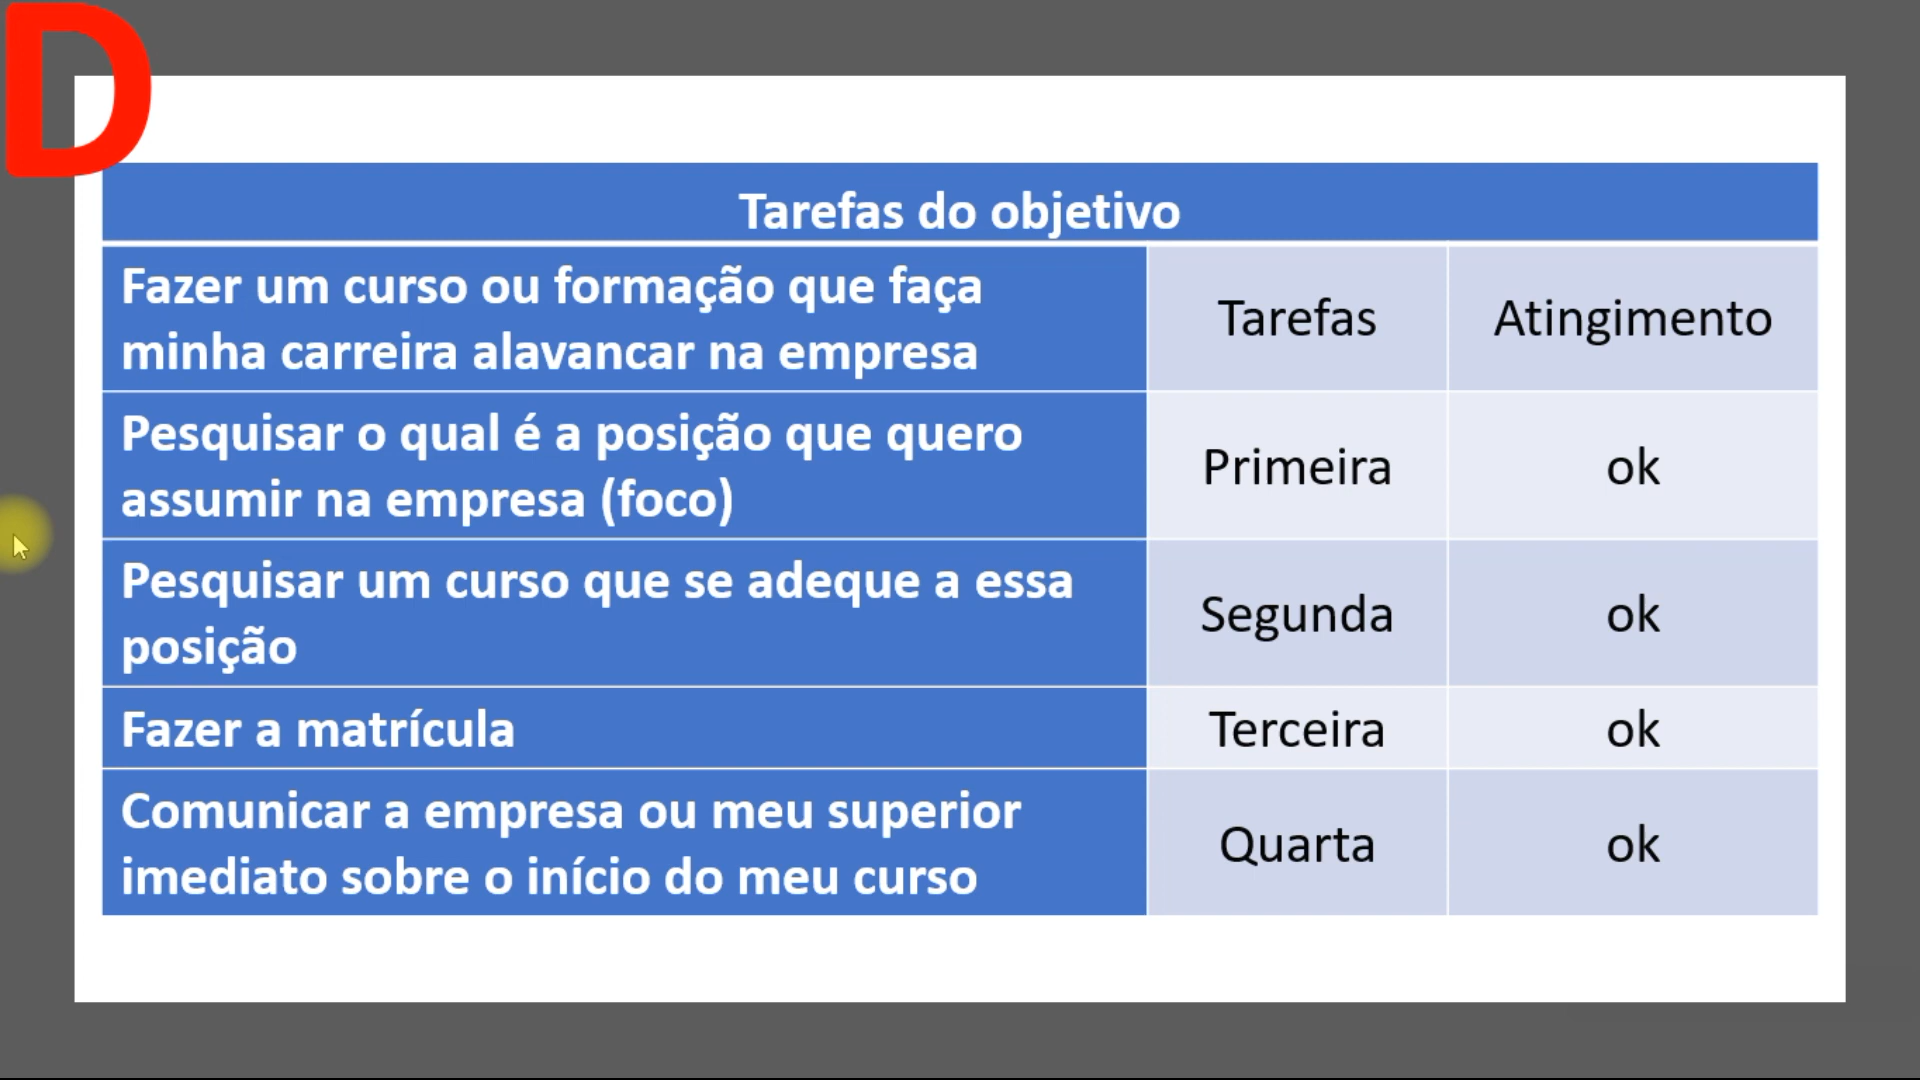 D
Tarefas do objetivo
Fazer um curso ou formação que faça
minha carreira alavancar na empresa
Tarefas
Atingimento
Pesquisar o qual é a posição que quero
assumir na empresa (foco)
Primeira
ok
Pesquisar um curso que se adeque a essa
posição
Segunda
ok
Fazer a matrícula
Terceira
ok
Comunicar a empresa ou meu superior
imediato sobre o início do meu curso
Quarta
ok